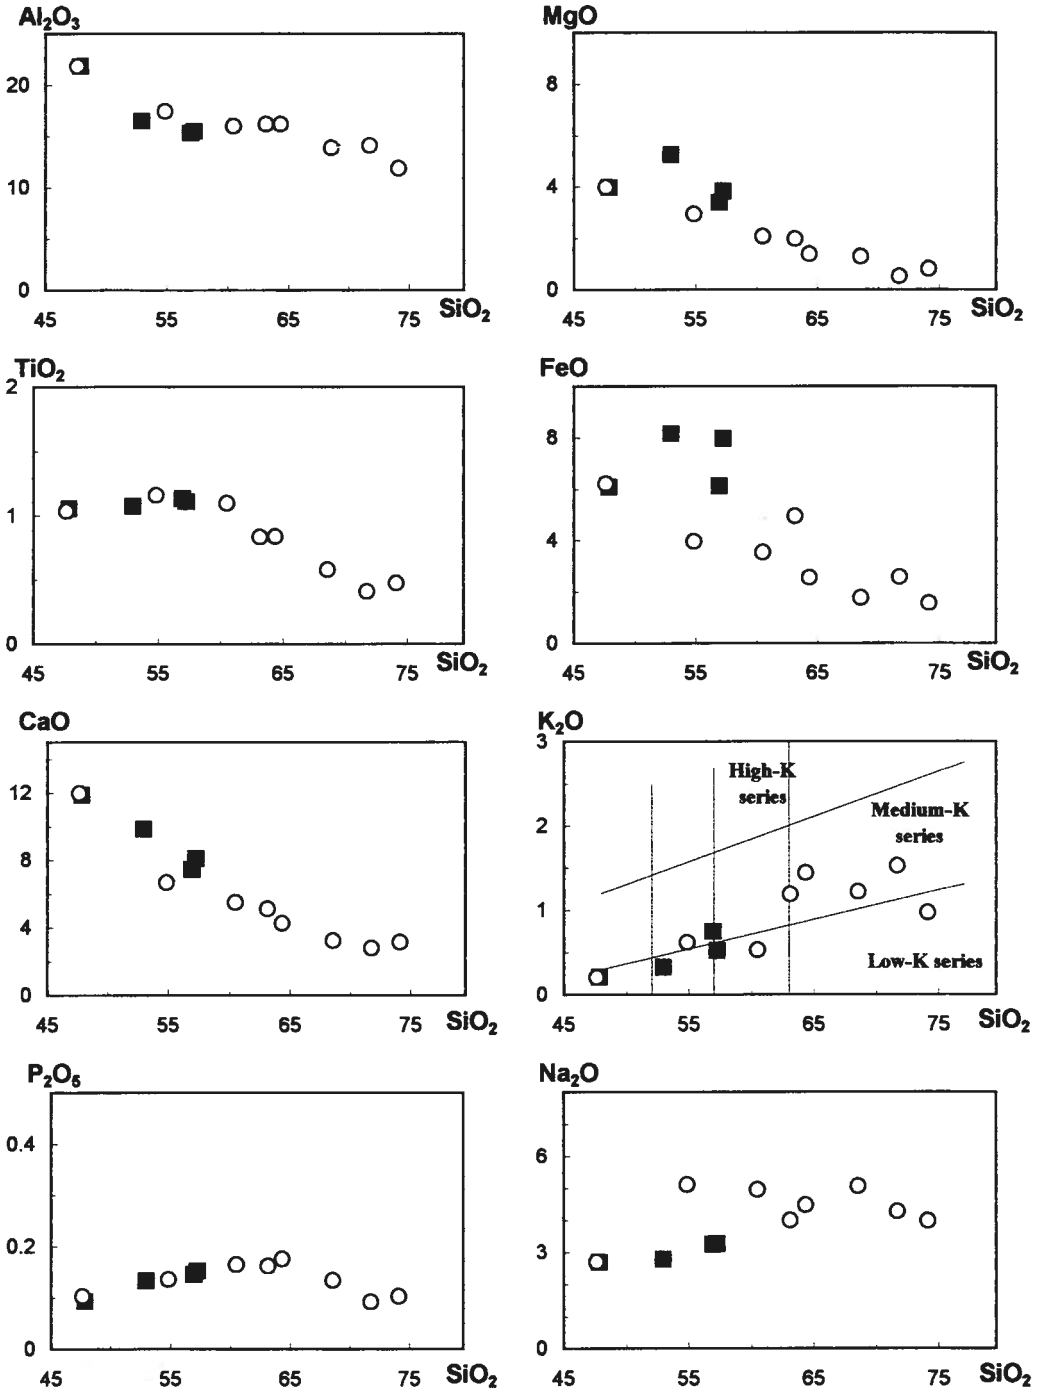 Al₂O₃
20
10
0
45 55 65 75 SiO₂
MgO
8
4
0
45 55 65 75 SiO₂
TiO₂
2
1
0
45 55 65 75 SiO₂
FeO
8
4
0
45 55 65 75 SiO₂
CaO
12
8
4
0
45 55 65 75 SiO₂
K₂O
3
2
1
0
High-K
series
Medium-K
series
Low-K series
45 55 65 75 SiO₂
P₂O₅
0.4
0.2
0
45 55 65 75 SiO₂
Na₂O
6
3
0
45 55 65 75 SiO₂